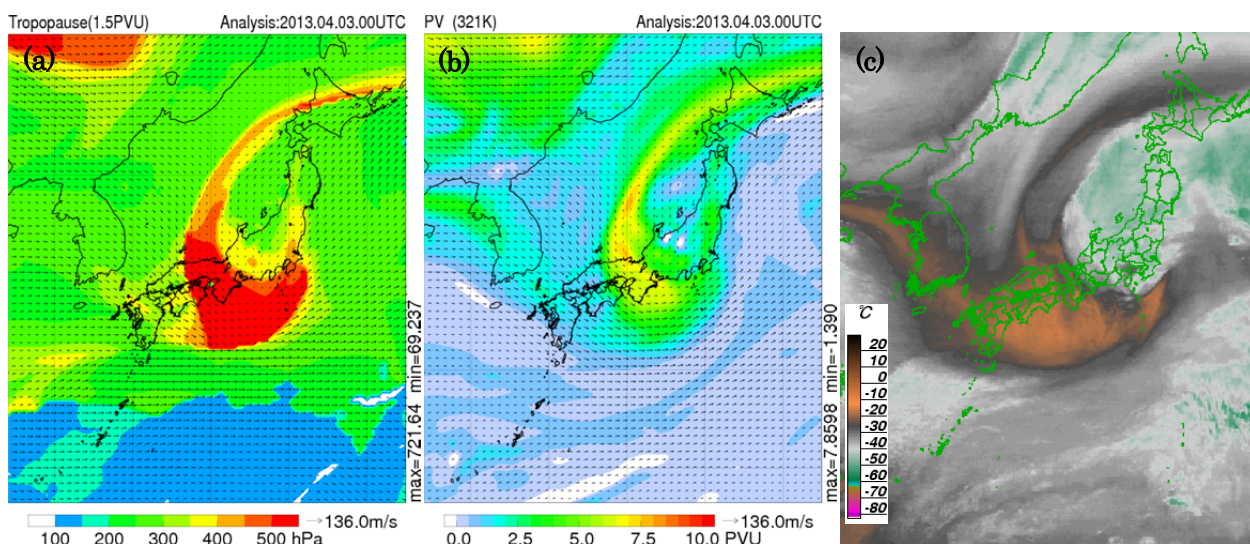 Tropopause(1.5PVU) Analysis:2013.04.03.00UTC
(a)
max=721.64 min=69.237
100 200 300 400 500 hPa →136.0m/s
PV (321K) Analysis:2013.04.03.00UTC
(b)
max=7.8598 min=-1.390
0.0 2.5 5.0 7.5 10.0 PVU →136.0m/s
(c)
℃
20
10
0
-10
-20
-30
-40
-50
-60
-70
-80